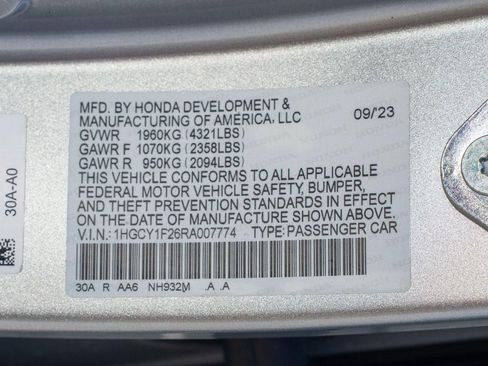 MFD. BY HONDA DEVELOPMENT &
MANUFACTURING OF AMERICA, LLC 09/23
GVWR 1960KG (4321LBS)
GAWR F 1070KG (2358LBS)
GAWR R 950KG (2094LBS)
THIS VEHICLE CONFORMS TO ALL APPLICABLE
FEDERAL MOTOR VEHICLE SAFETY, BUMPER,
AND THEFT PREVENTION STANDARDS IN EFFECT
ON THE DATE OF MANUFACTURE SHOWN ABOVE.
V.I.N.: 1HGCY1F26RA007774 TYPE: PASSENGER CAR
30A R AA6 NH932M .A .A
30A-A0